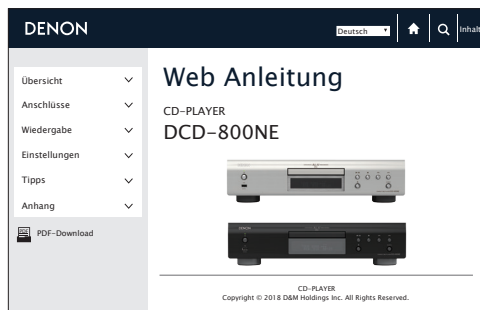 DENON
Deutsch
Inhalt
Übersicht
Anschlüsse
Wiedergabe
Einstellungen
Tipps
Anhang
PDF-Download
Web Anleitung
CD-PLAYER
DCD-800NE
CD-PLAYER
Copyright © 2018 D&M Holdings Inc. All Rights Reserved.